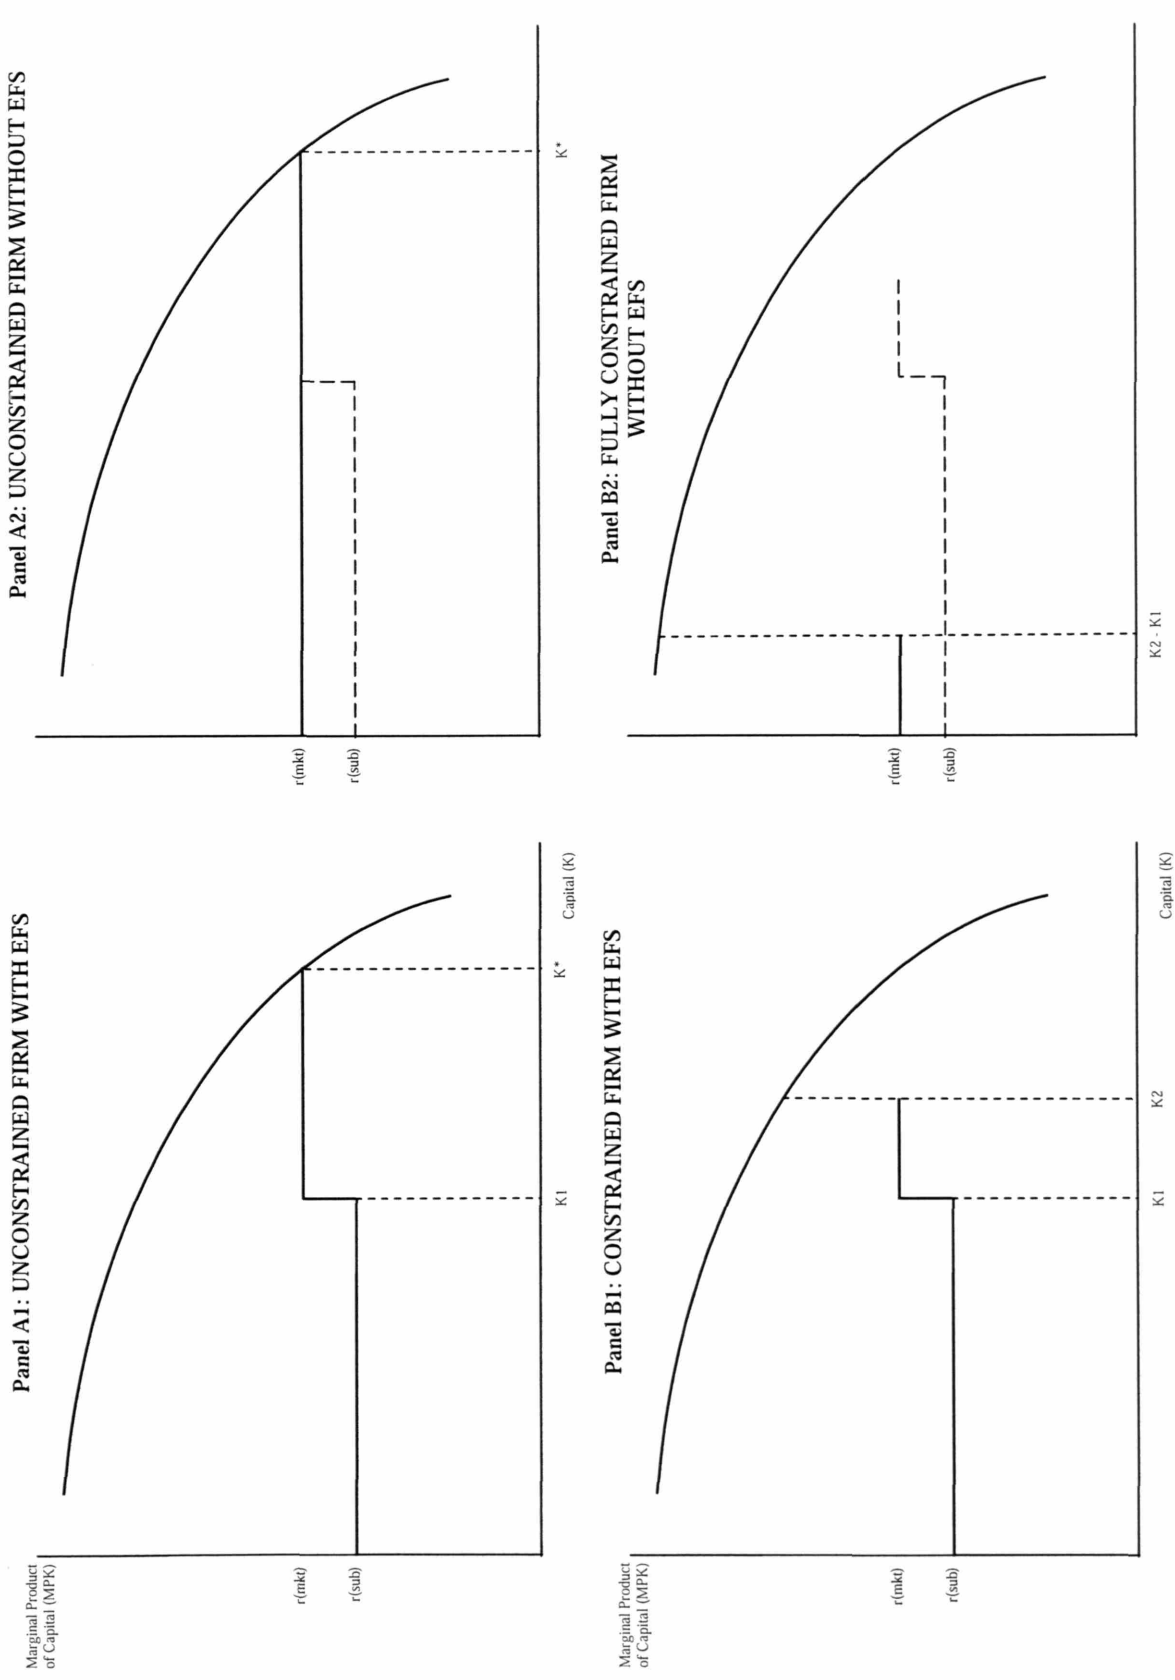 Panel A1: UNCONSTRAINED FIRM WITH EFS
Marginal Product
of Capital (MPK)
r(mkt)
r(sub)
K1
K*
Capital (K)
Panel A2: UNCONSTRAINED FIRM WITHOUT EFS
r(mkt)
r(sub)
K*
Panel B1: CONSTRAINED FIRM WITH EFS
Marginal Product
of Capital (MPK)
r(mkt)
r(sub)
K1
K2
Capital (K)
Panel B2: FULLY CONSTRAINED FIRM
WITHOUT EFS
r(mkt)
r(sub)
K2 - K1